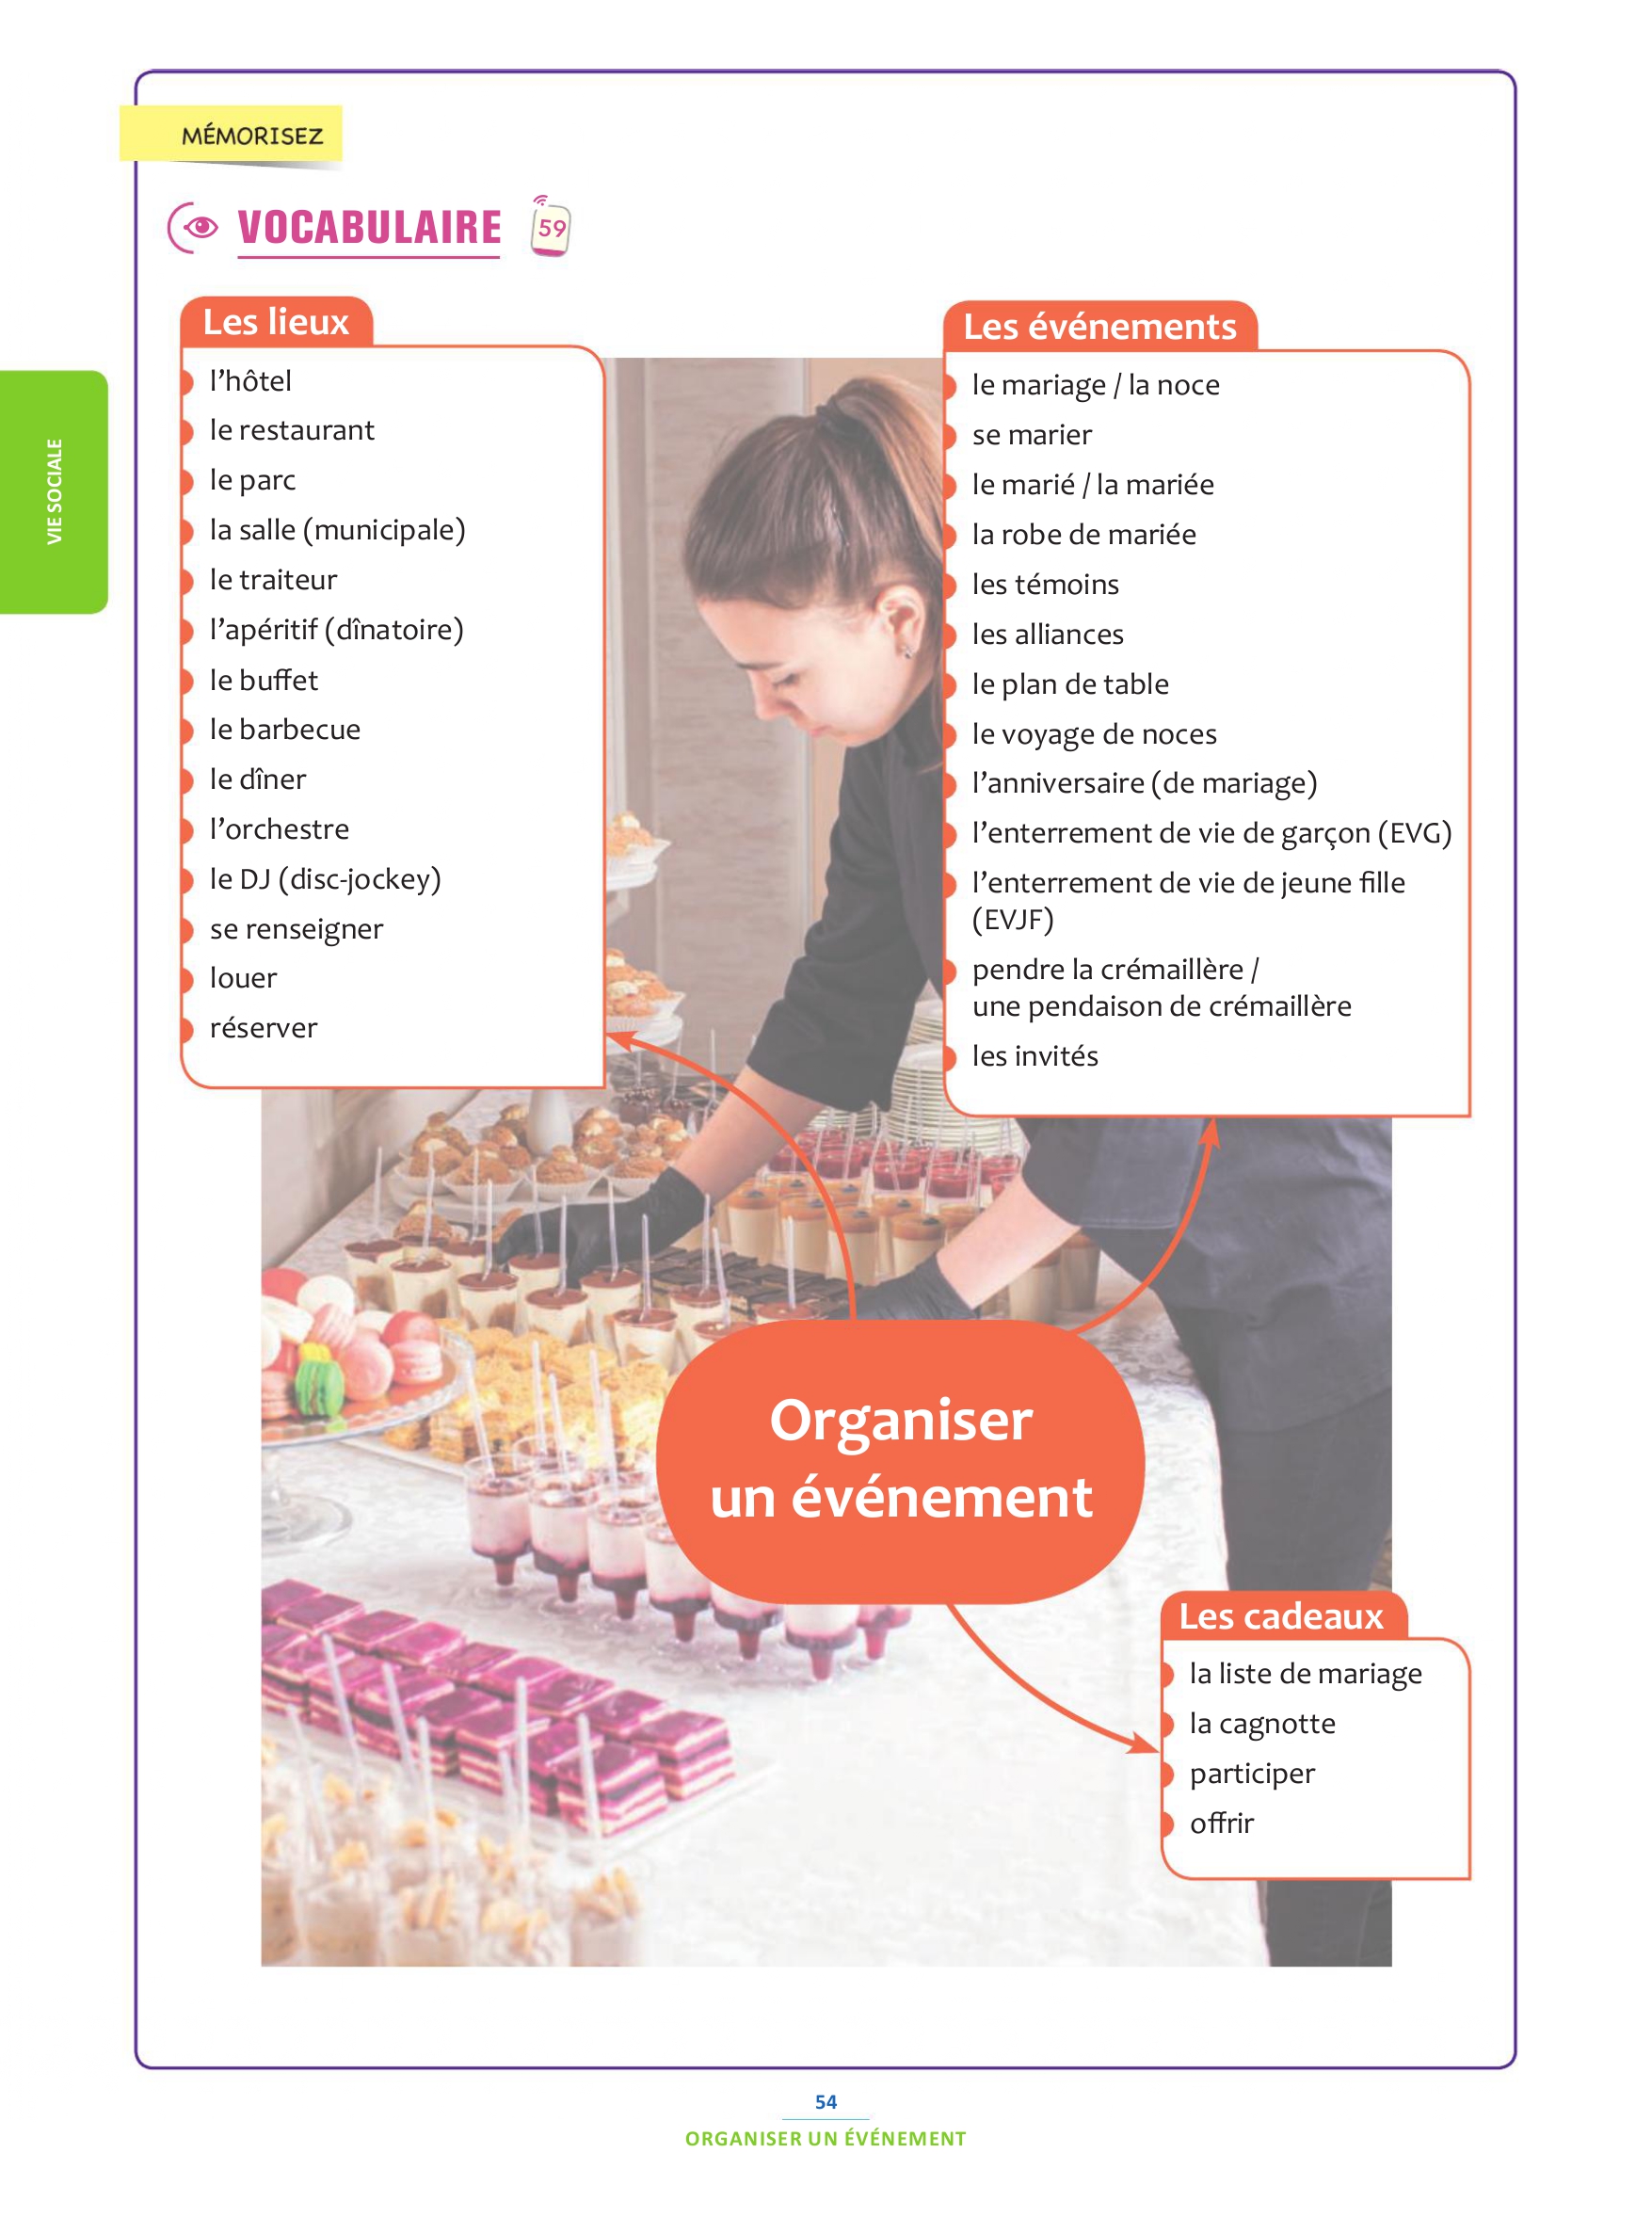 MÉMORISEZ
VOCABULAIRE
59
VIE SOCIALE
Les lieux
l’hôtel
le restaurant
le parc
la salle (municipale)
le traiteur
l’apéritif (dînatoire)
le buffet
le barbecue
le dîner
l’orchestre
le DJ (disc-jockey)
se renseigner
louer
réserver
Les événements
le mariage / la noce
se marier
le marié / la mariée
la robe de mariée
les témoins
les alliances
le plan de table
le voyage de noces
l’anniversaire (de mariage)
l’enterrement de vie de garçon (EVG)
l’enterrement de vie de jeune fille
(EVJF)
pendre la crémaillère /
une pendaison de crémaillère
les invités
Organiser
un événement
Les cadeaux
la liste de mariage
la cagnotte
participer
offrir
54
ORGANISER UN ÉVÉNEMENT